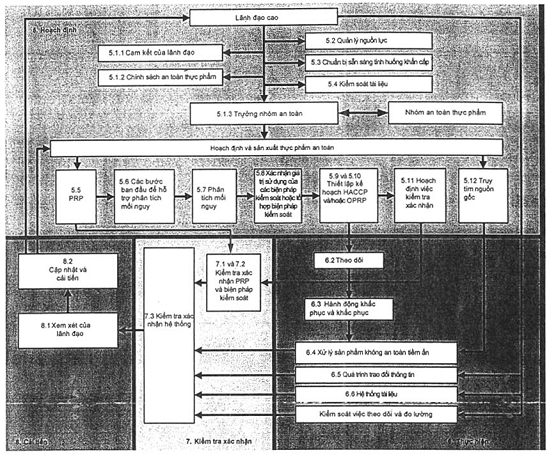 Lãnh đạo cao
5. Hoạch định
5.2 Quản lý nguồn lực
5.1.1 Cam kết của lãnh đạo
5.3 Chuẩn bị sẵn sàng tình huống khẩn cấp
5.1.2 Chính sách an toàn thực phẩm
5.4 Kiểm soát tài liệu
5.1.3 Trưởng nhóm an toàn
Nhóm an toàn thực phẩm
Hoạch định và sản xuất thực phẩm an toàn
5.5
PRP
5.6 Các bước
ban đầu để hỗ
trợ phân tích
mối nguy
5.7 Phân
tích mối
nguy
5.8 Xác nhận giá
trị sử dụng của
các biện pháp
kiểm soát hoặc tổ
hợp biện pháp
kiểm soát
5.9 và 5.10
Thiết lập kế
hoạch HACCP
và/hoặc OPRP
5.11 Hoạch
định việc
kiểm tra
xác nhận
5.12 Truy
tìm nguồn
gốc
8.2
Cập nhật và
cải tiến
7.1 và 7.2
Kiểm tra xác
nhận PRP
và biện pháp
kiểm soát
6.2 Theo dõi
6.3 Hành động khắc
phục và khắc phục
8.1 Xem xét của
lãnh đạo
7.3 Kiểm tra xác
nhận hệ thống
6.4 Xử lý sản phẩm không an toàn tiềm ẩn
6.5 Quá trình trao đổi thông tin
6.6 Hệ thống tài liệu
Kiểm soát việc theo dõi và đo lường
8. Cải tiến
7. Kiểm tra xác nhận
6. Thực hiện